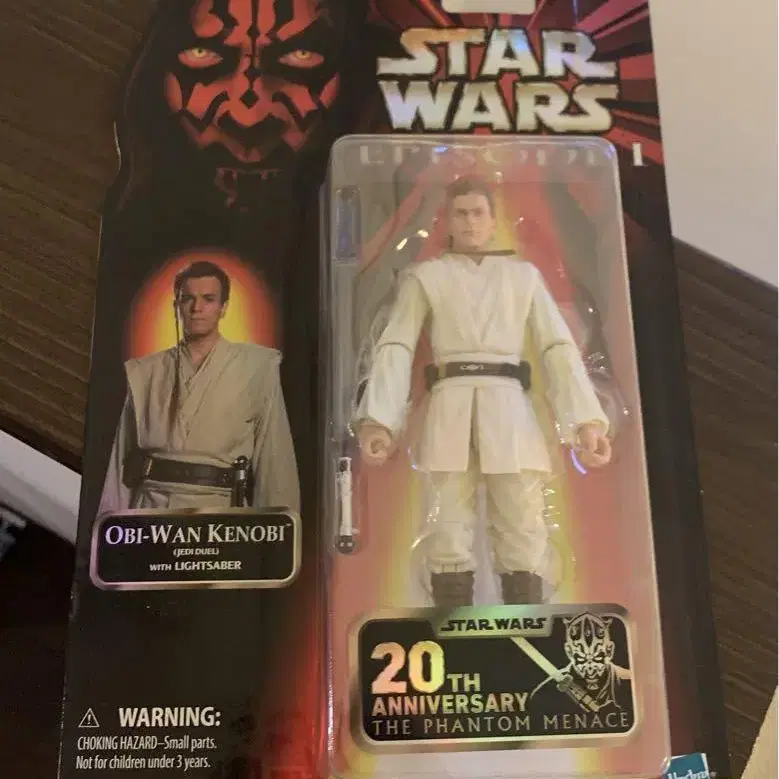 STAR
WARS
EPISODE I
OBI-WAN KENOBI™
(JEDI DUEL)
WITH LIGHTSABER
STAR WARS
20TH
ANNIVERSARY
THE PHANTOM MENACE
WARNING:
CHOKING HAZARD–Small parts.
Not for children under 3 years.
Hasbro